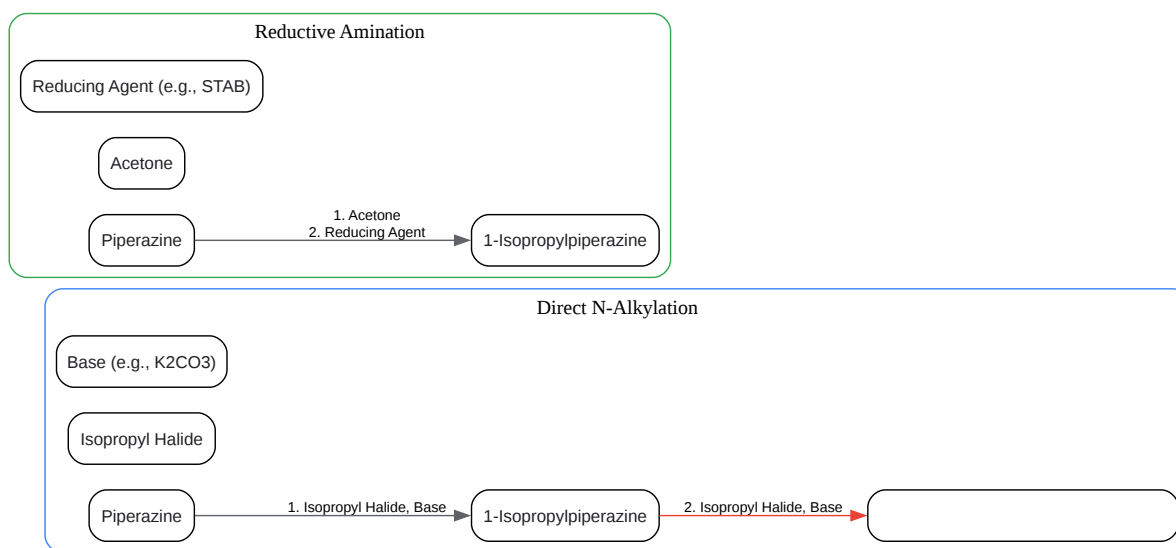 Reductive Amination
Reducing Agent (e.g., STAB)
Acetone
Piperazine
1. Acetone
2. Reducing Agent
1-Isopropylpiperazine
Direct N-Alkylation
Base (e.g., K2CO3)
Isopropyl Halide
Piperazine
1. Isopropyl Halide, Base
1-Isopropylpiperazine
2. Isopropyl Halide, Base